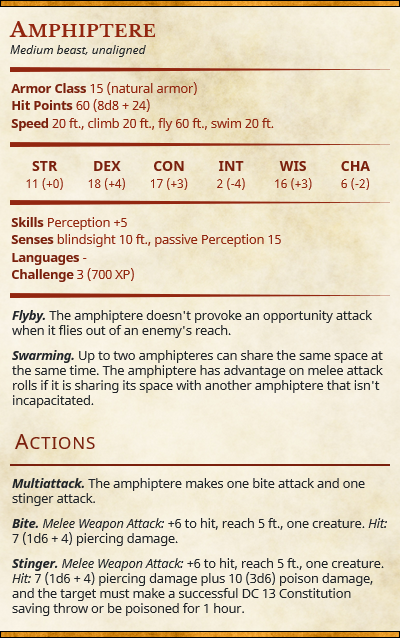 AMPHIPTERE
Medium beast, unaligned
Armor Class 15 (natural armor)
Hit Points 60 (8d8 + 24)
Speed 20 ft., climb 20 ft., fly 60 ft., swim 20 ft.
STR DEX CON INT WIS CHA
11 (+0) 18 (+4) 17 (+3) 2 (-4) 16 (+3) 6 (-2)
Skills Perception +5
Senses blindsight 10 ft., passive Perception 15
Languages -
Challenge 3 (700 XP)
Flyby. The amphiptere doesn't provoke an opportunity attack
when it flies out of an enemy's reach.
Swarming. Up to two amphipteres can share the same space at
the same time. The amphiptere has advantage on melee attack
rolls if it is sharing its space with another amphiptere that isn't
incapacitated.
ACTIONS
Multiattack. The amphiptere makes one bite attack and one
stinger attack.
Bite. Melee Weapon Attack: +6 to hit, reach 5 ft., one creature. Hit:
7 (1d6 + 4) piercing damage.
Stinger. Melee Weapon Attack: +6 to hit, reach 5 ft., one creature.
Hit: 7 (1d6 + 4) piercing damage plus 10 (3d6) poison damage,
and the target must make a successful DC 13 Constitution
saving throw or be poisoned for 1 hour.